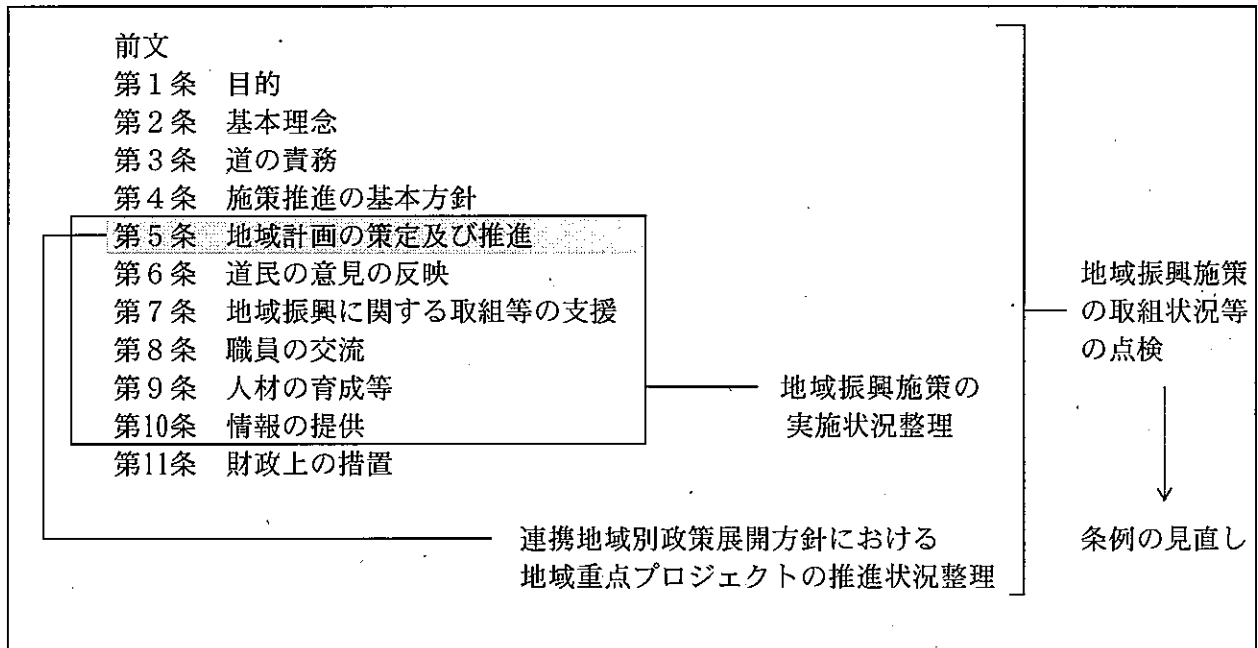 前文
第1条 目的
第2条 基本理念
第3条 道の責務
第4条 施策推進の基本方針
第5条 地域計画の策定及び推進
第6条 道民の意見の反映
第7条 地域振興に関する取組等の支援
第8条 職員の交流
第9条 人材の育成等
第10条 情報の提供
第11条 財政上の措置
地域振興施策の
実施状況整理
連携地域別政策展開方針における
地域重点プロジェクトの推進状況整理
地域振興施策
の取組状況等
の点検
条例の見直し